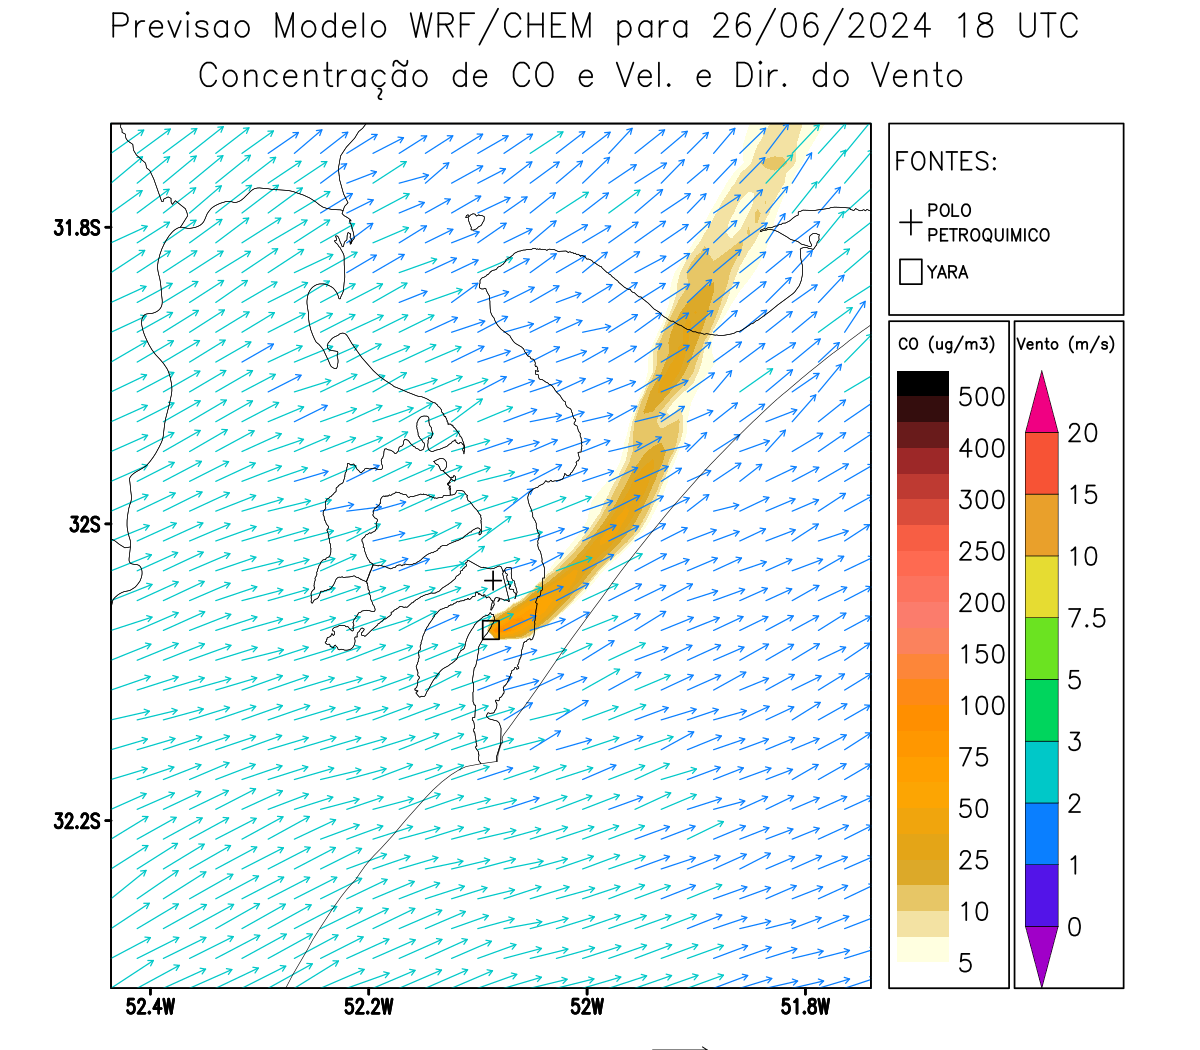 Previsao Modelo WRF/CHEM para 26/06/2024 18 UTC
Concentração de CO e Vel. e Dir. do Vento
FONTES:
POLO
PETROQUIMICO
YARA
31.8S
32S
32.2S
52.4W
52.2W
52W
51.8W
CO (ug/m3)
500
400
300
250
200
150
100
75
50
25
10
5
Vento (m/s)
20
15
10
7.5
5
3
2
1
0